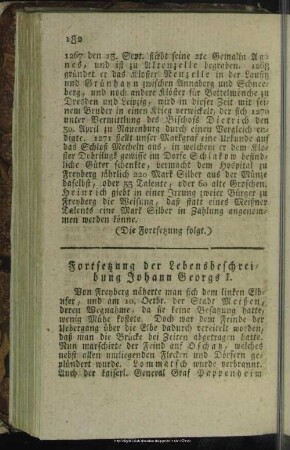 182
1267 den 18. Sept. stirbt seine 2te Gemalin Ag-
nes, und ist zu Altenzelle begraben. 1268
gründet er das Kloster Neuzelle in der Lausitz
und Grünhayn zwischen Annaberg und Schnee-
berg, und noch andere Klöster für Bettelmönche zu
Dresden und Leipzig, wird in dieser Zeit mit sei-
nem Bruder in einen Krieg verwickelt, der sich 1270
unter Vermittelung des Bischofs Dietrich den
30. April zu Naumburg durch einen Vergleich en-
digte. 1271 stellt unser Markgraf eine Urkunde auf
das Schloß Mecheln aus, in welchem er dem Klo-
ster Dobrilugk gewisse am Dorfe befind-
liche Güter schenkte, vermacht dem Hospital zu
Freyberg jährlich 220 Mark Silber aus der Münze
daselbst, oder 23 Talente, oder 60 alte Groschen.
Heinrich giebt in einer Irrung zweier Bürger zu
Freyberg die Weisung, daß statt eines Meißner
Talents eine Mark Silber in Zahlung angenom-
men werden könne.
(Die Fortsetzung folgt.)
Fortsetzung der Lebensbeschrei-
bung Johann Georgs I.
Von Freyberg näherte man sich dem linken Elb-
ufer, und am 10. Octbr. der Stadt Meißen,
deren Wegnahme, da sie keine Besatzung hatte,
wenig Mühe kostete. Doch war dem Feinde der
Uebergang über die Elbe dadurch vereitelt worden,
daß man die Brücke bei Zeiten abgetragen hatte.
Nun marschirte der Feind auf Oschatz, welches
nebst allen umliegenden Flecken und Dörfern ge-
plündert wurde. Lommatsch wurde verbrannt.
Auch der kaiserl. General Graf Pappenheim